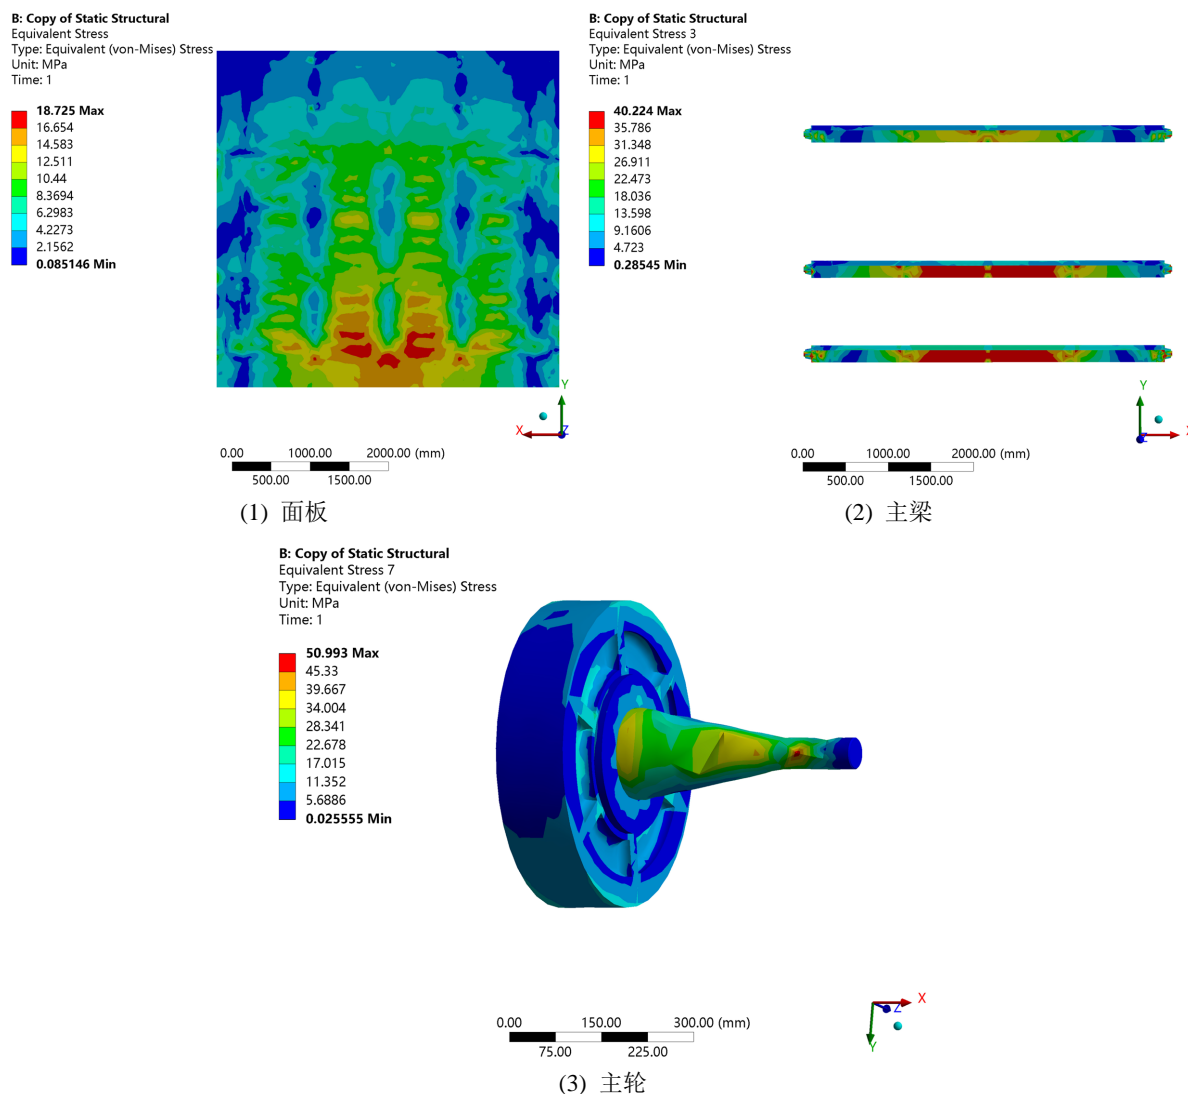 B: Copy of Static Structural
Equivalent Stress
Type: Equivalent (von-Mises) Stress
Unit: MPa
Time: 1
18.725 Max
16.654
14.583
12.511
10.44
8.3694
6.2983
4.2273
2.1562
0.085146 Min
Y
X
Z
0.00 1000.00 2000.00 (mm)
500.00 1500.00
(1) 面板
B: Copy of Static Structural
Equivalent Stress 3
Type: Equivalent (von-Mises) Stress
Unit: MPa
Time: 1
40.224 Max
35.786
31.348
26.911
22.473
18.036
13.598
9.1606
4.723
0.28545 Min
Y
Z
X
0.00 1000.00 2000.00 (mm)
500.00 1500.00
(2) 主梁
B: Copy of Static Structural
Equivalent Stress 7
Type: Equivalent (von-Mises) Stress
Unit: MPa
Time: 1
50.993 Max
45.33
39.667
34.004
28.341
22.678
17.015
11.352
5.6886
0.025555 Min
X
Z
Y
0.00 150.00 300.00 (mm)
75.00 225.00
(3) 主轮